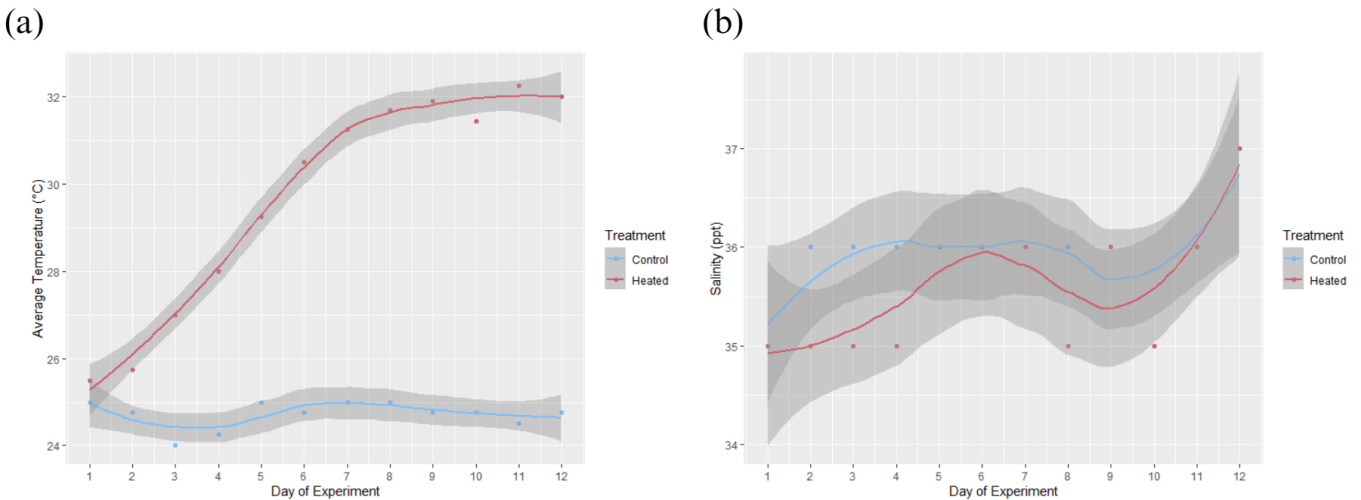 (a)
(b)
32
30
28
26
24
Average Temperature (°C)
1 2 3 4 5 6 7 8 9 10 11 12
Day of Experiment
Treatment
Control
Heated
37
36
35
34
Salinity (ppt)
1 2 3 4 5 6 7 8 9 10 11 12
Day of Experiment
Treatment
Control
Heated